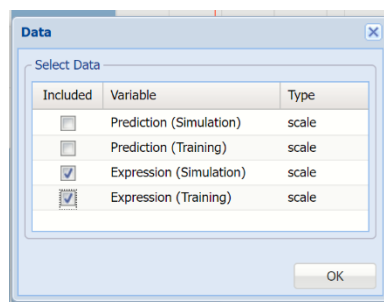 Data
Select Data
Included Variable Type
Prediction (Simulation) scale
Prediction (Training) scale
Expression (Simulation) scale
Expression (Training) scale
OK